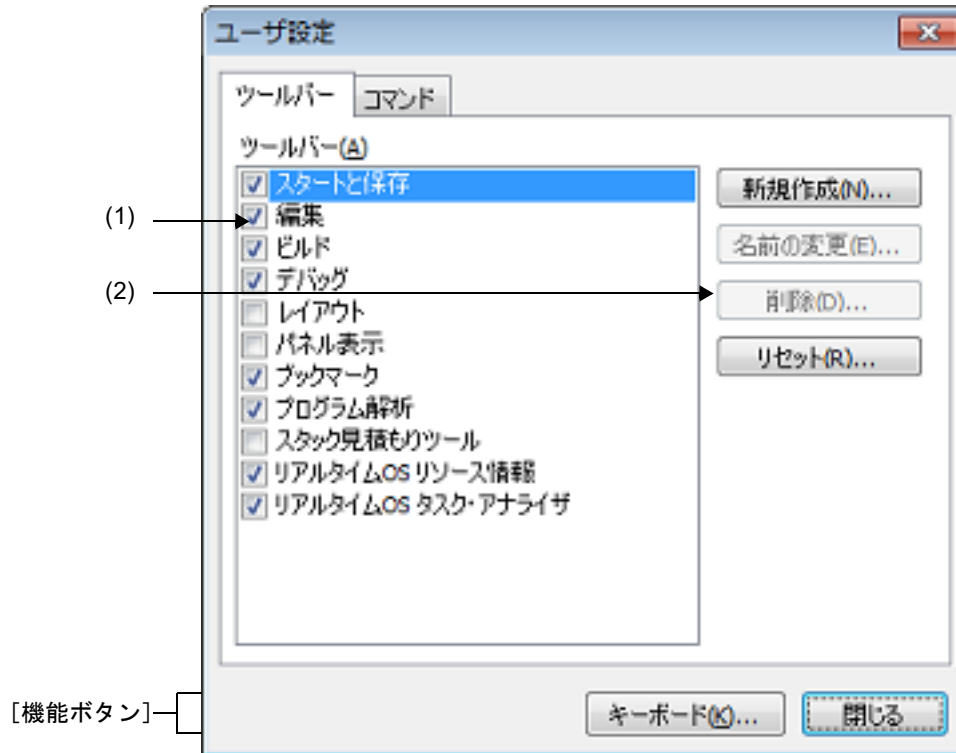 ユーザ設定
ツールバー コマンド
ツールバー(A)
スタートと保存
新規作成(N)...
(1)
編集
ビルド
名前の変更(E)...
デバッグ
(2)
削除(D)...
レイアウト
パネル表示
リセット(R)...
ブックマーク
プログラム解析
スタック見積もりツール
リアルタイムOS リソース情報
リアルタイムOS タスク・アナライザ
[機能ボタン]
キーボード(K)... 閉じる